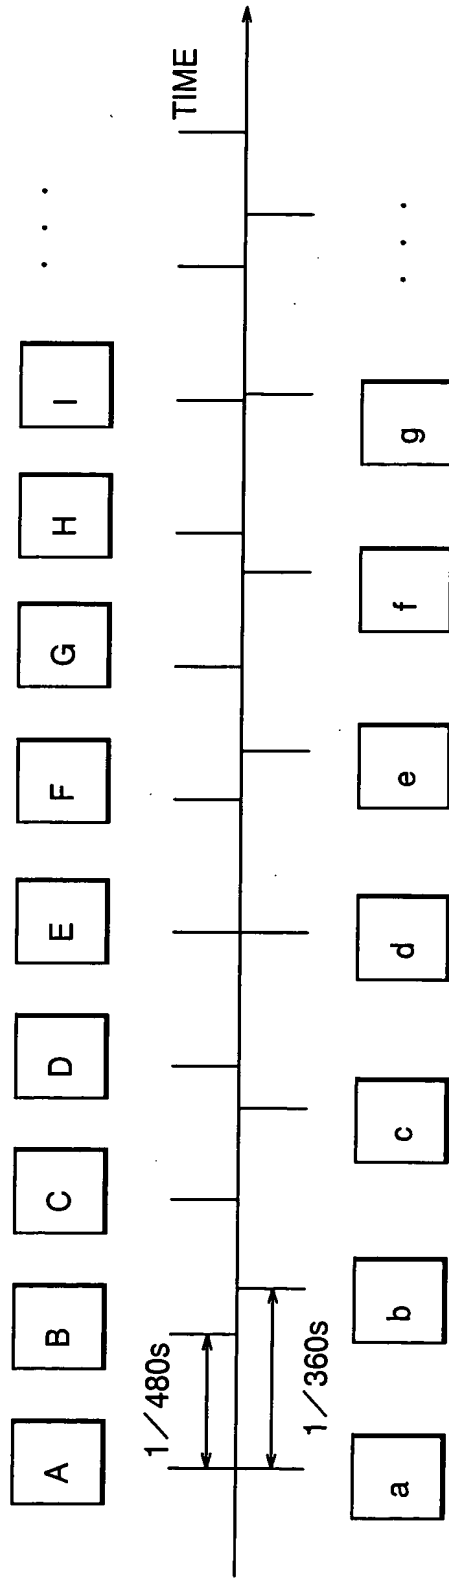 A B C D E F G H I . . .
1/480s
TIME
1/360s
a b c d e f g . . .